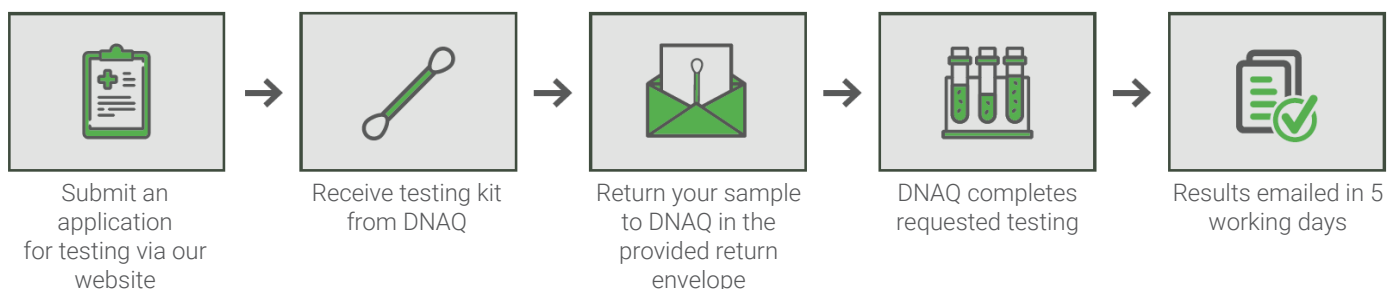 Submit an
application
for testing via our
website
Receive testing kit
from DNAQ
Return your sample
to DNAQ in the
provided return
envelope
DNAQ completes
requested testing
Results emailed in 5
working days